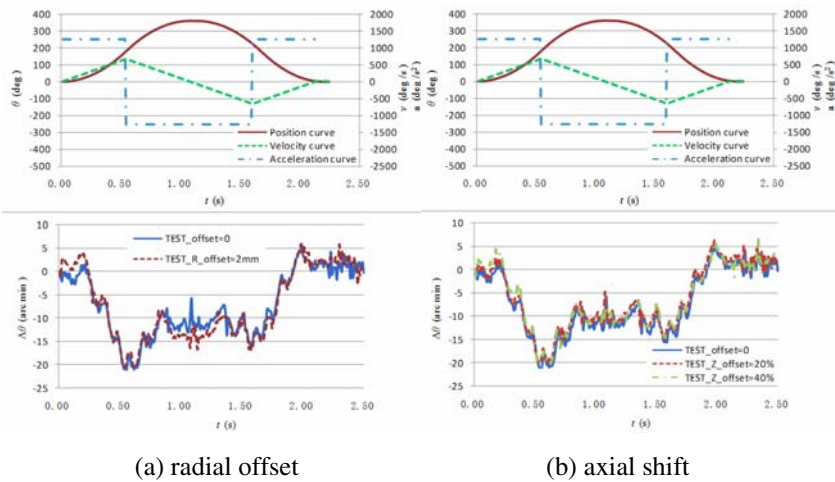 400
300
200
100
0
-100
-200
-300
-400
-500
θ (deg)
2000
1500
1000
500
0
-500
-1000
-1500
-2000
-2500
v (deg /s)
a (deg /s²)
Position curve
Velocity curve
Acceleration curve
0.00 0.50 1.00 1.50 2.00 2.50
t (s)
400
300
200
100
0
-100
-200
-300
-400
-500
θ (deg)
2000
1500
1000
500
0
-500
-1000
-1500
-2000
-2500
v (deg /s)
a (deg /s²)
Position curve
Velocity curve
Acceleration curve
0.00 0.50 1.00 1.50 2.00 2.50
t (s)
10
5
0
-5
-10
-15
-20
-25
Δθ (arc min)
TEST_offset=0
TEST_R_offset=2mm
0.00 0.50 1.00 1.50 2.00 2.50
t (s)
10
5
0
-5
-10
-15
-20
-25
Δθ (arc min)
TEST_offset=0
TEST_Z_offset=20%
TEST_Z_offset=40%
0.00 0.50 1.00 1.50 2.00 2.50
t (s)
(a) radial offset
(b) axial shift